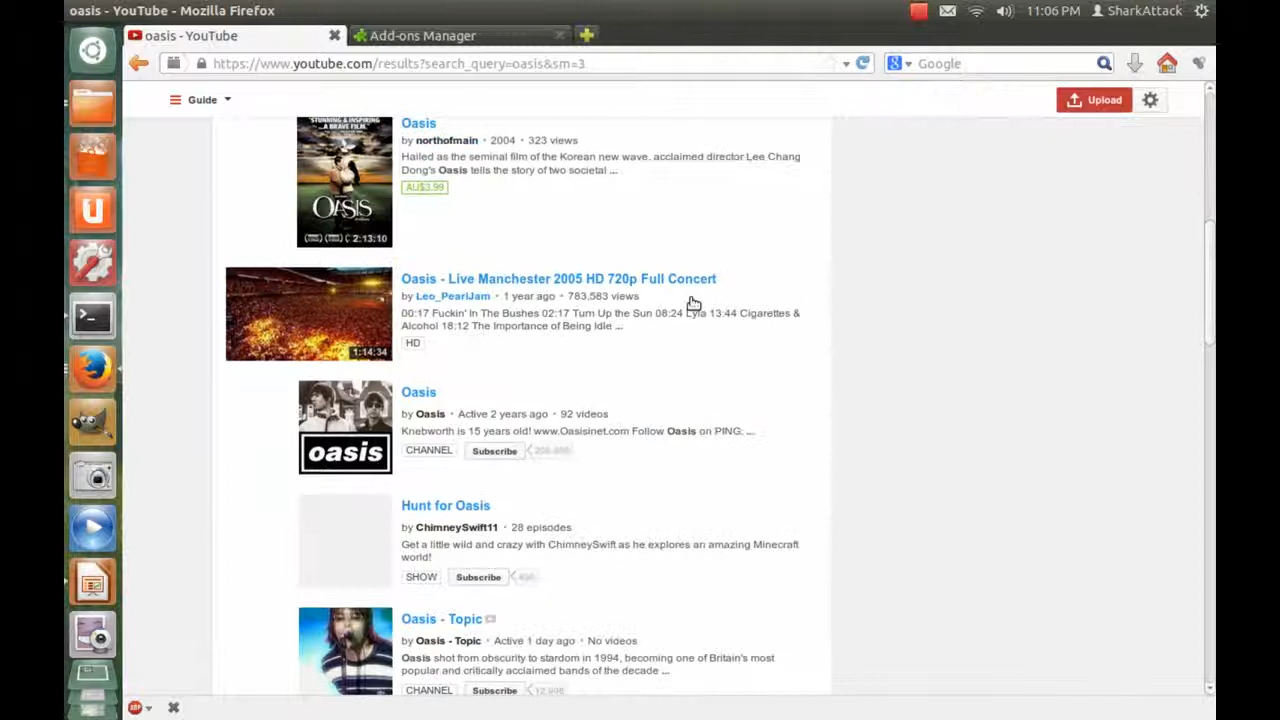 oasis - YouTube - Mozilla Firefox
11:06 PM
SharkAttack
oasis - YouTube
Add-ons Manager
https://www.youtube.com/results?search_query=oasis&sm=3
Google
Guide
Upload
STUNNING & INSPIRING
...A BRAVE FILM.
OASIS
2:13:10
Oasis
by northofmain · 2004 · 323 views
Hailed as the seminal film of the Korean new wave. acclaimed director Lee Chang
Dong's Oasis tells the story of two societal ...
AU$3.99
1:14:34
Oasis - Live Manchester 2005 HD 720p Full Concert
by Leo_PearlJam · 1 year ago · 783,583 views
00:17 Fuckin' In The Bushes 02:17 Turn Up the Sun 08:24 Lyla 13:44 Cigarettes &
Alcohol 18:12 The Importance of Being Idle ...
HD
oasis
Oasis
by Oasis · Active 2 years ago · 92 videos
Knebworth is 15 years old! www.Oasisinet.com Follow Oasis on PING: ...
CHANNEL Subscribe
Hunt for Oasis
by ChimneySwift11 · 28 episodes
Get a little wild and crazy with ChimneySwift as he explores an amazing Minecraft
world!
SHOW Subscribe
Oasis - Topic
by Oasis - Topic · Active 1 day ago · No videos
Oasis shot from obscurity to stardom in 1994, becoming one of Britain's most
popular and critically acclaimed bands of the decade ...
CHANNEL Subscribe
ABP